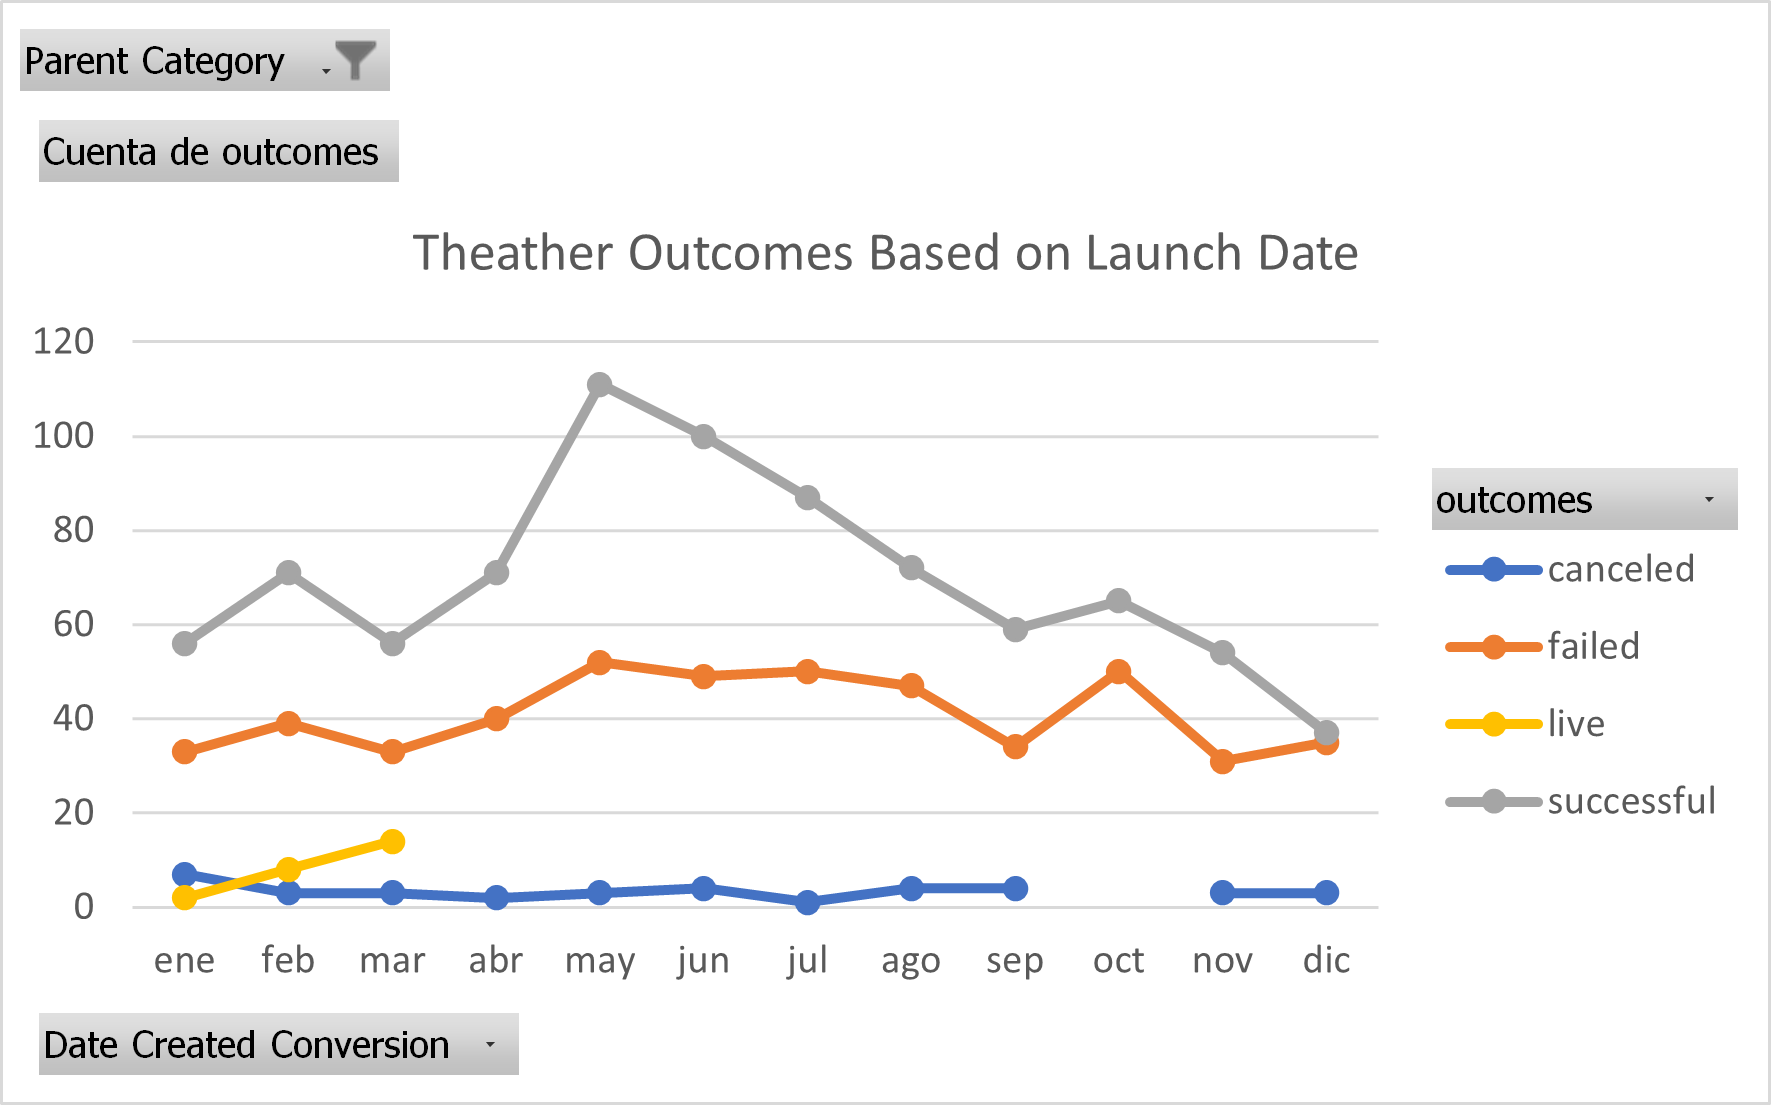 Parent Category
Cuenta de outcomes
Theather Outcomes Based on Launch Date
120
100
80
60
40
20
0
ene feb mar abr may jun jul ago sep oct nov dic
outcomes
canceled
failed
live
successful
Date Created Conversion